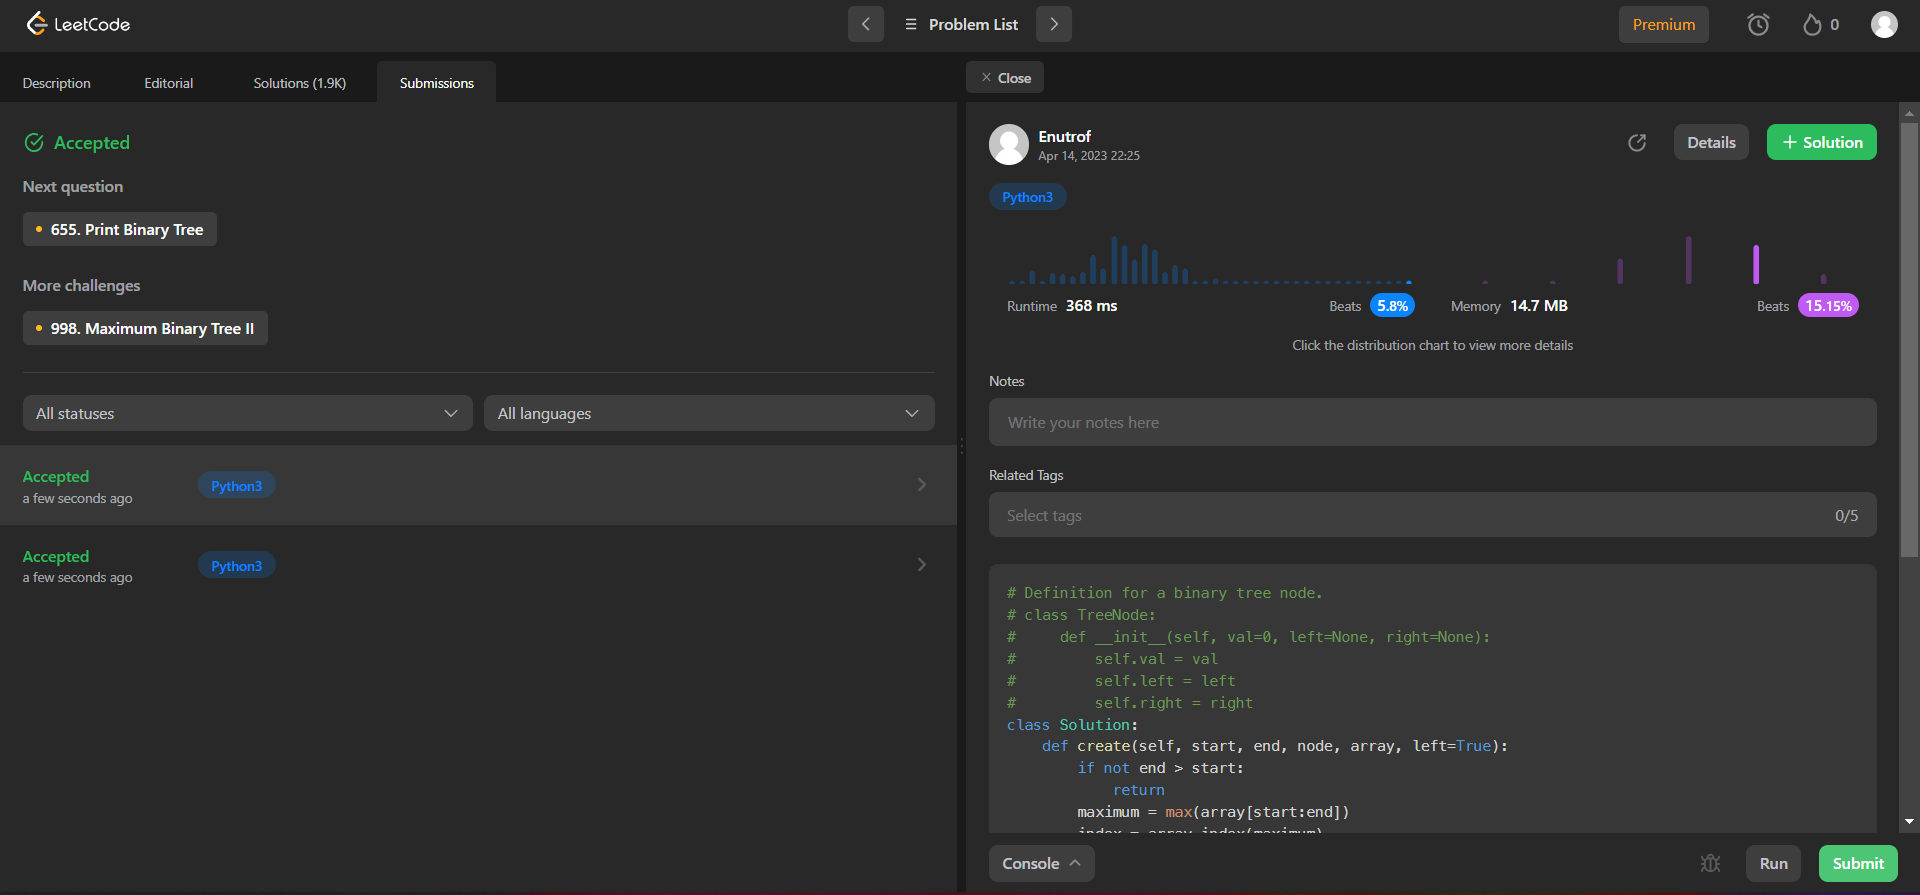 LeetCode
Problem List
Premium
0
Description
Editorial
Solutions (1.9K)
Submissions
Close
Accepted
Next question
655. Print Binary Tree
More challenges
998. Maximum Binary Tree II
All statuses
All languages
Accepted
a few seconds ago
Python3
Accepted
a few seconds ago
Python3
Enutrof
Apr 14, 2023 22:25
Details
+ Solution
Python3
Runtime 368 ms
Beats 5.8%
Memory 14.7 MB
Beats 15.15%
Click the distribution chart to view more details
Notes
Write your notes here
Related Tags
Select tags
0/5
# Definition for a binary tree node.
# class TreeNode:
#     def __init__(self, val=0, left=None, right=None):
#         self.val = val
#         self.left = left
#         self.right = right
class Solution:
    def create(self, start, end, node, array, left=True):
        if not end > start:
            return
        maximum = max(array[start:end])
        index = array.index(maximum)
Console
Run
Submit